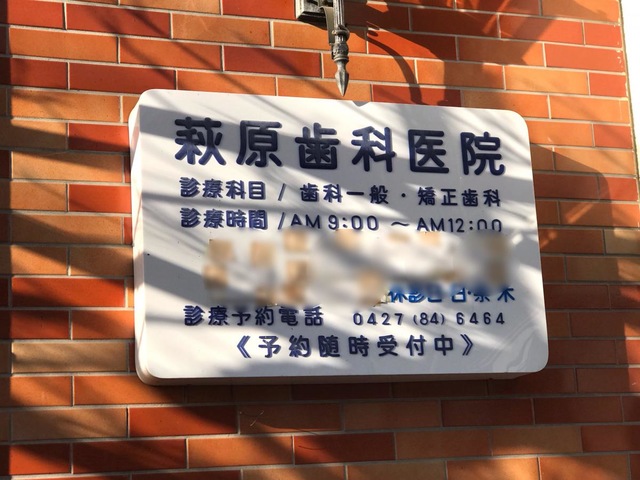 萩原歯科医院
診療科目 / 歯科一般・矯正歯科
診療時間 / AM 9:00 〜 AM 12:00
休診日 日・祭・木
診療予約電話 0427 (84) 6464
《予約随時受付中》